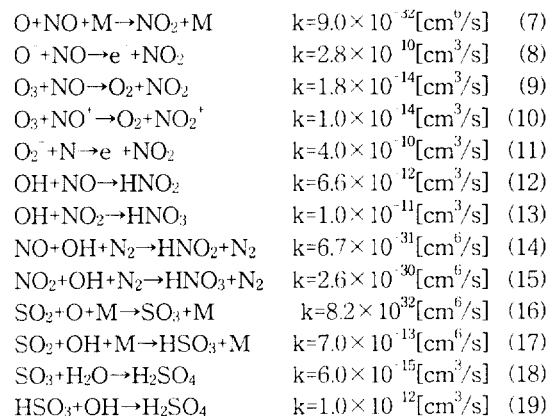 O+NO+M→NO₂+M k=9.0×10⁻³²[cm⁶/s] (7)
O⁻+NO→e⁻+NO₂ k=2.8×10⁻¹⁰[cm³/s] (8)
O₃+NO→O₂+NO₂ k=1.8×10⁻¹⁴[cm³/s] (9)
O₃+NO⁺→O₂+NO₂⁺ k=1.0×10⁻¹⁴[cm³/s] (10)
O₂⁻+N→e +NO₂ k=4.0×10⁻¹⁰[cm³/s] (11)
OH+NO→HNO₂ k=6.6×10⁻¹²[cm³/s] (12)
OH+NO₂→HNO₃ k=1.0×10⁻¹¹[cm³/s] (13)
NO+OH+N₂→HNO₂+N₂ k=6.7×10⁻³¹[cm⁶/s] (14)
NO₂+OH+N₂→HNO₃+N₂ k=2.6×10⁻³⁰[cm⁶/s] (15)
SO₂+O+M→SO₃+M k=8.2×10³²[cm⁶/s] (16)
SO₂+OH+M→HSO₃+M k=7.0×10⁻¹³[cm⁶/s] (17)
SO₃+H₂O→H₂SO₄ k=6.0×10⁻¹⁵[cm³/s] (18)
HSO₃+OH→H₂SO₄ k=1.0×10⁻¹²[cm³/s] (19)